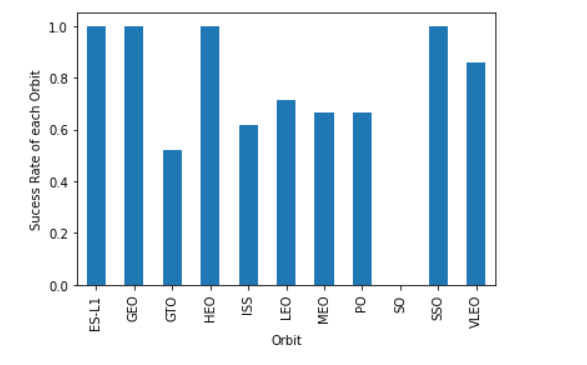 1.0
0.8
0.6
0.4
0.2
0.0
Sucess Rate of each Orbit
ES-L1
GEO
GTO
HEO
ISS
LEO
MEO
PO
SO
SSO
VLEO
Orbit